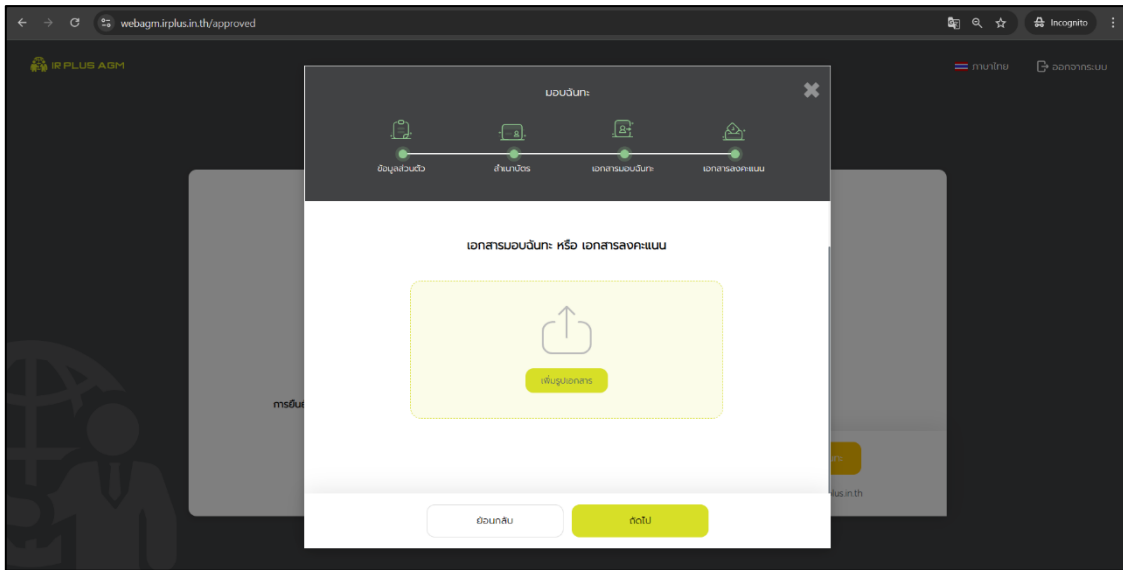 webagm.irplus.in.th/approved
Incognito
IR PLUS AGM
ภาษาไทย
ออกจากระบบ
มอบฉันทะ
ข้อมูลส่วนตัว
สำเนาบัตร
เอกสารมอบฉันทะ
เอกสารลงคะแนน
เอกสารมอบฉันทะ หรือ เอกสารลงคะแนน
เพิ่มรูปเอกสาร
ย้อนกลับ
ถัดไป